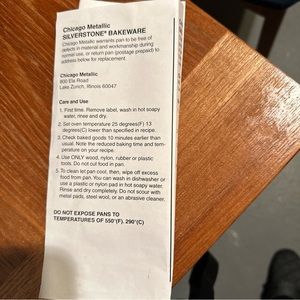 Chicago Metallic
SILVERSTONE® BAKEWARE
Chicago Metallic warrants pan to be free of
defects in material and workmanship during
normal use, or return pan (postage prepaid) to
address below for replacement.
Chicago Metallic
800 Ela Road
Lake Zurich, Illinois 60047
Care and Use
1. First time. Remove label, wash in hot soapy
water, rinse and dry.
2. Set oven temperature 25 degrees(F) 13
degrees(C) lower than specified in recipe.
3. Check baked goods 10 minutes earlier than
usual. Note the reduced baking time and tem-
perature on your recipe.
4. Use ONLY wood, nylon, rubber or plastic
tools. Do not cut food in pan.
5. To clean let pan cool, then, wipe off excess
food from pan. You can wash in dishwasher or
use a plastic or nylon pad in hot soapy water.
Rinse and dry completely. Do not scour with
metal pads, steel wool, or an abrasive cleaner.
DO NOT EXPOSE PANS TO
TEMPERATURES OF 550°(F), 290°(C)